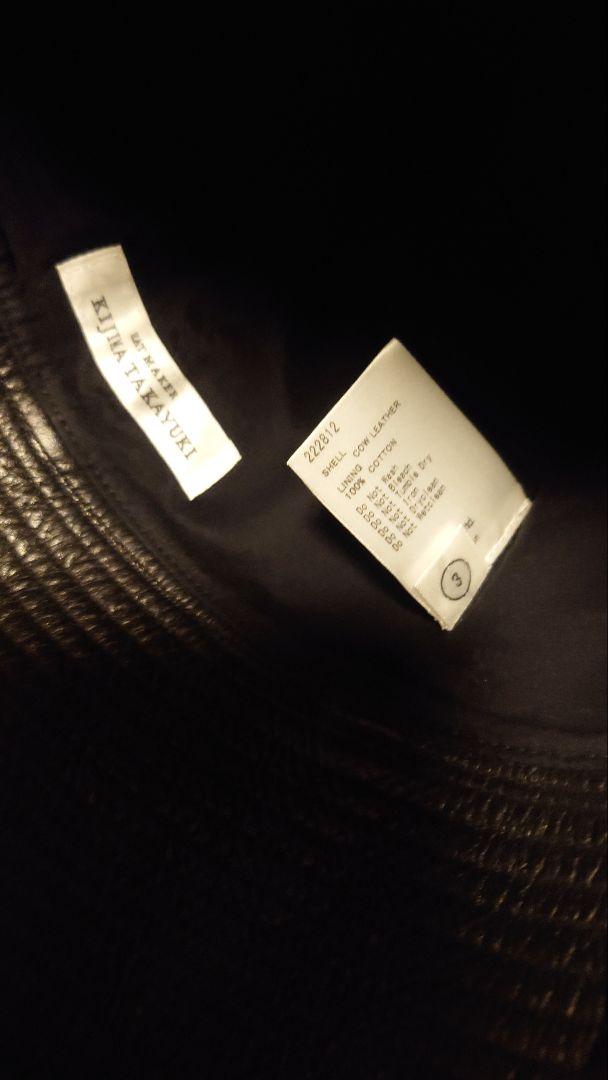 HAT MAKER
KIJIMA TAKAYUKI
222812
SHELL COW LEATHER
LINING
100% COTTON
Do Not Wash
Do Not Bleach
Do Not Tumble Dry
Do Not Iron
Do Not Dryclean
Do Not Wetclean
3